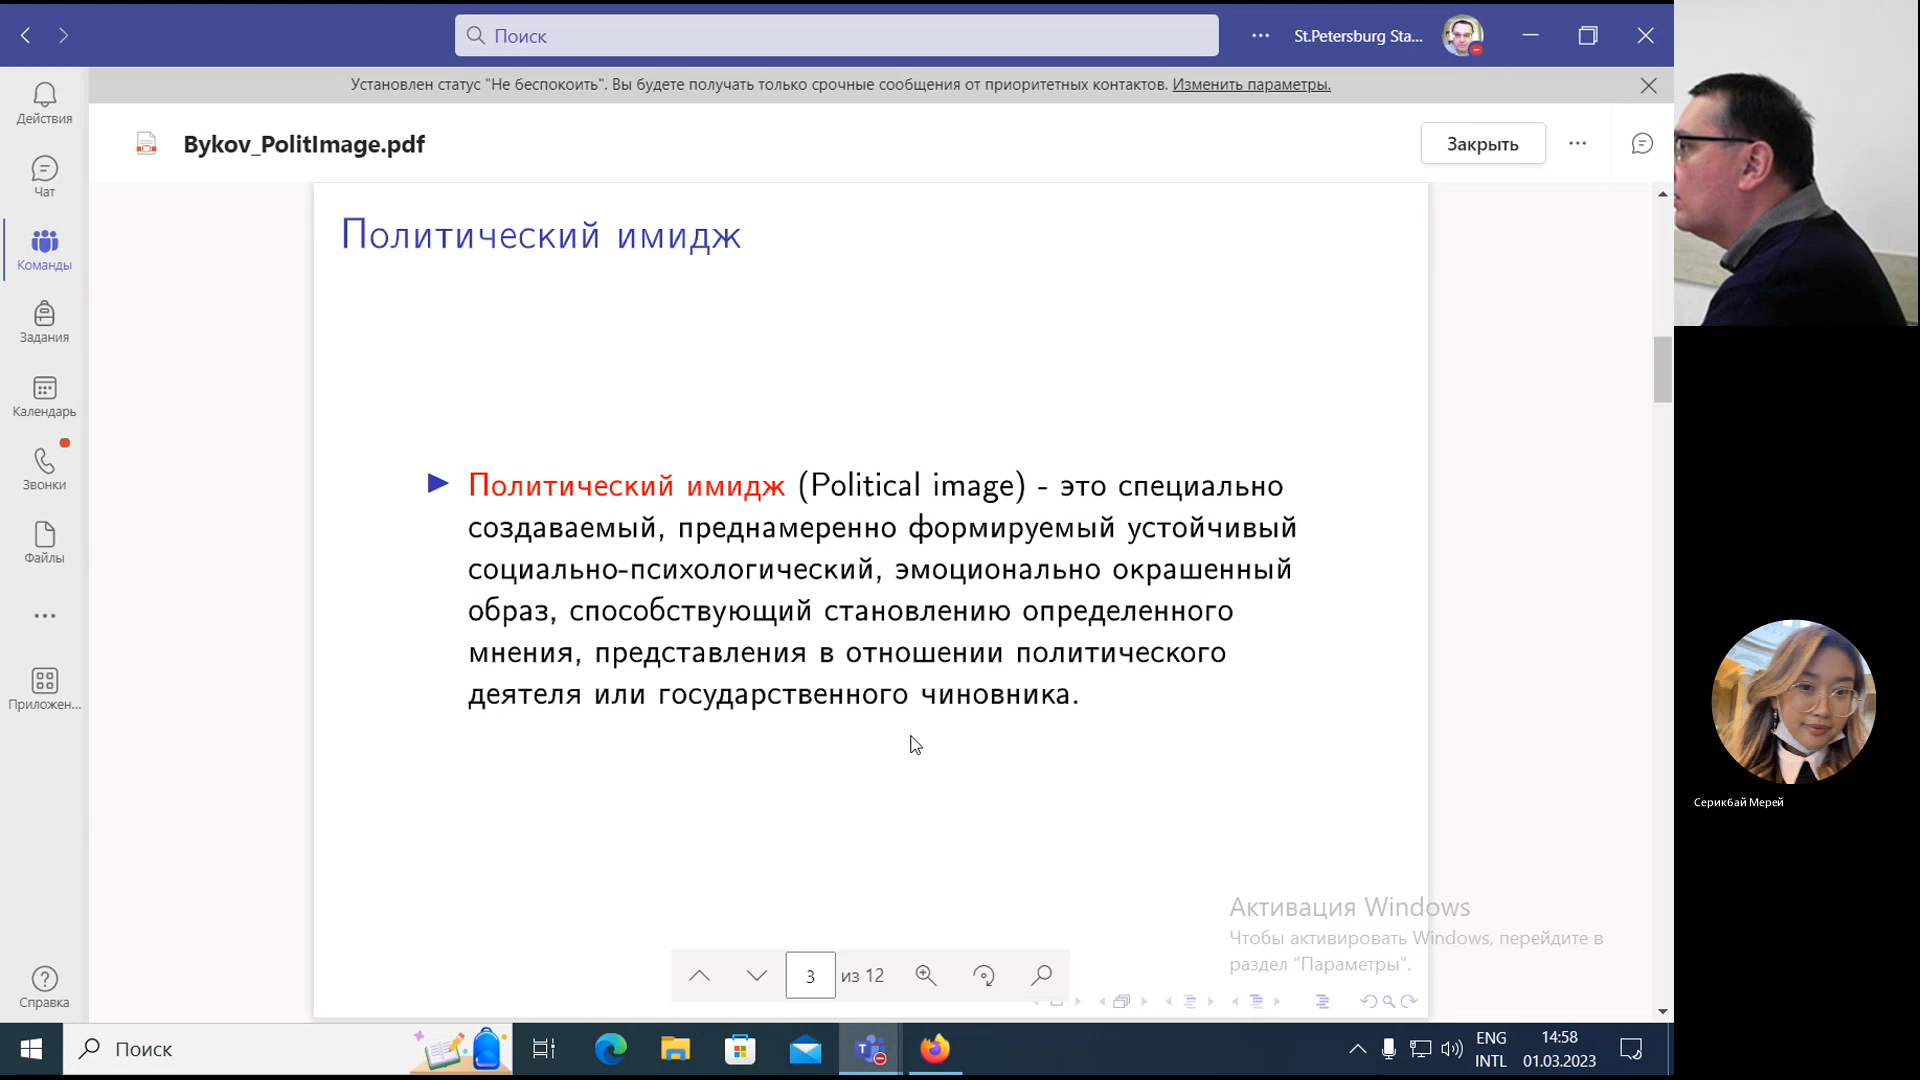 Поиск
St.Petersburg Sta...
Установлен статус "Не беспокоить". Вы будете получать только срочные сообщения от приоритетных контактов. Изменить параметры.
Действия
Чат
Команды
Задания
Календарь
Звонки
Файлы
Приложен...
Справка
Bykov_PolitImage.pdf
Закрыть
Политический имидж
Политический имидж (Political image) - это специально
создаваемый, преднамеренно формируемый устойчивый
социально-психологический, эмоционально окрашенный
образ, способствующий становлению определенного
мнения, представления в отношении политического
деятеля или государственного чиновника.
Активация Windows
Чтобы активировать Windows, перейдите в
раздел "Параметры".
3 из 12
Серикбай Мерей
Поиск
ENG
INTL
14:58
01.03.2023